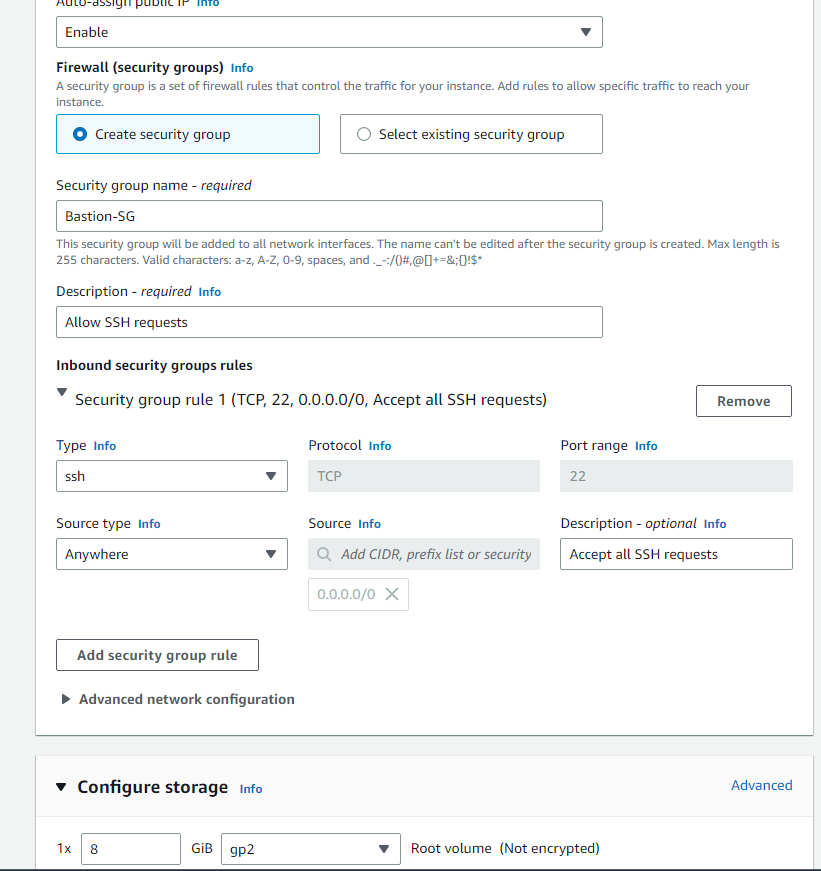 Auto-assign public IP Info
Enable
Firewall (security groups) Info
A security group is a set of firewall rules that control the traffic for your instance. Add rules to allow specific traffic to reach your
instance.
Create security group
Select existing security group
Security group name - required
Bastion-SG
This security group will be added to all network interfaces. The name can't be edited after the security group is created. Max length is
255 characters. Valid characters: a-z, A-Z, 0-9, spaces, and ._-:/()#,@[]+=&;{}!$*
Description - required Info
Allow SSH requests
Inbound security groups rules
Security group rule 1 (TCP, 22, 0.0.0.0/0, Accept all SSH requests)
Remove
Type Info
Protocol Info
Port range Info
ssh
TCP
22
Source type Info
Source Info
Description - optional Info
Anywhere
Add CIDR, prefix list or security
Accept all SSH requests
0.0.0.0/0
Add security group rule
Advanced network configuration
Configure storage Info
Advanced
1x 8 GiB gp2 Root volume (Not encrypted)